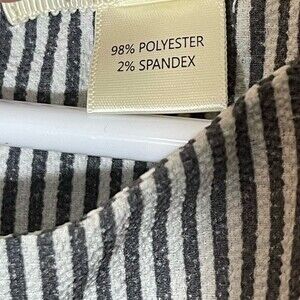 98% POLYESTER
2% SPANDEX